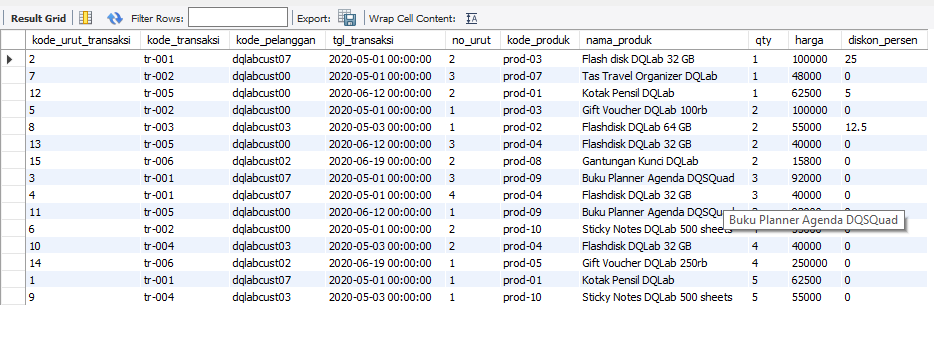 Result Grid Filter Rows: Export: Wrap Cell Content:
kode_urut_transaksi kode_transaksi kode_pelanggan tgl_transaksi no_urut kode_produk nama_produk qty harga diskon_persen
2 tr-001 dqlabcust07 2020-05-01 00:00:00 2 prod-03 Flash disk DQLab 32 GB 1 100000 25
7 tr-002 dqlabcust00 2020-05-01 00:00:00 3 prod-07 Tas Travel Organizer DQLab 1 48000 0
12 tr-005 dqlabcust00 2020-06-12 00:00:00 2 prod-01 Kotak Pensil DQLab 1 62500 5
5 tr-002 dqlabcust00 2020-05-01 00:00:00 1 prod-03 Gift Voucher DQLab 100rb 2 100000 0
8 tr-003 dqlabcust03 2020-05-03 00:00:00 1 prod-02 Flashdisk DQLab 64 GB 2 55000 12.5
13 tr-005 dqlabcust00 2020-06-12 00:00:00 3 prod-04 Flashdisk DQLab 32 GB 2 40000 0
15 tr-006 dqlabcust02 2020-06-19 00:00:00 2 prod-08 Gantungan Kunci DQLab 2 15800 0
3 tr-001 dqlabcust07 2020-05-01 00:00:00 3 prod-09 Buku Planner Agenda DQSQuad 3 92000 0
4 tr-001 dqlabcust07 2020-05-01 00:00:00 4 prod-04 Flashdisk DQLab 32 GB 3 40000 0
11 tr-005 dqlabcust00 2020-06-12 00:00:00 1 prod-09 Buku Planner Agenda 0
Buku Planner Agenda DQSQuad
6 tr-002 dqlabcust00 2020-05-01 00:00:00 2 prod-10 Sticky Notes DQLab 500 sheets 55000 0
10 tr-004 dqlabcust03 2020-05-03 00:00:00 2 prod-04 Flashdisk DQLab 32 GB 4 40000 0
14 tr-006 dqlabcust02 2020-06-19 00:00:00 1 prod-05 Gift Voucher DQLab 250rb 4 250000 0
1 tr-001 dqlabcust07 2020-05-01 00:00:00 1 prod-01 Kotak Pensil DQLab 5 62500 0
9 tr-004 dqlabcust03 2020-05-03 00:00:00 1 prod-10 Sticky Notes DQLab 500 sheets 5 55000 0